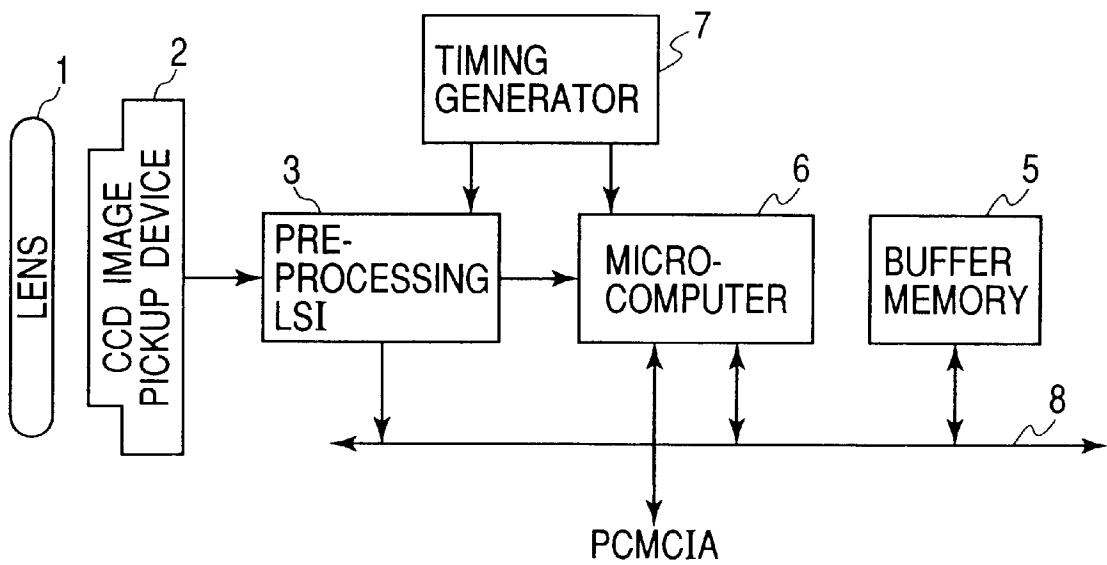 7
TIMING
GENERATOR
1
LENS
2
CCD IMAGE
PICKUP DEVICE
3
PRE-
PROCESSING
LSI
6
MICRO-
COMPUTER
5
BUFFER
MEMORY
8
PCMCIA